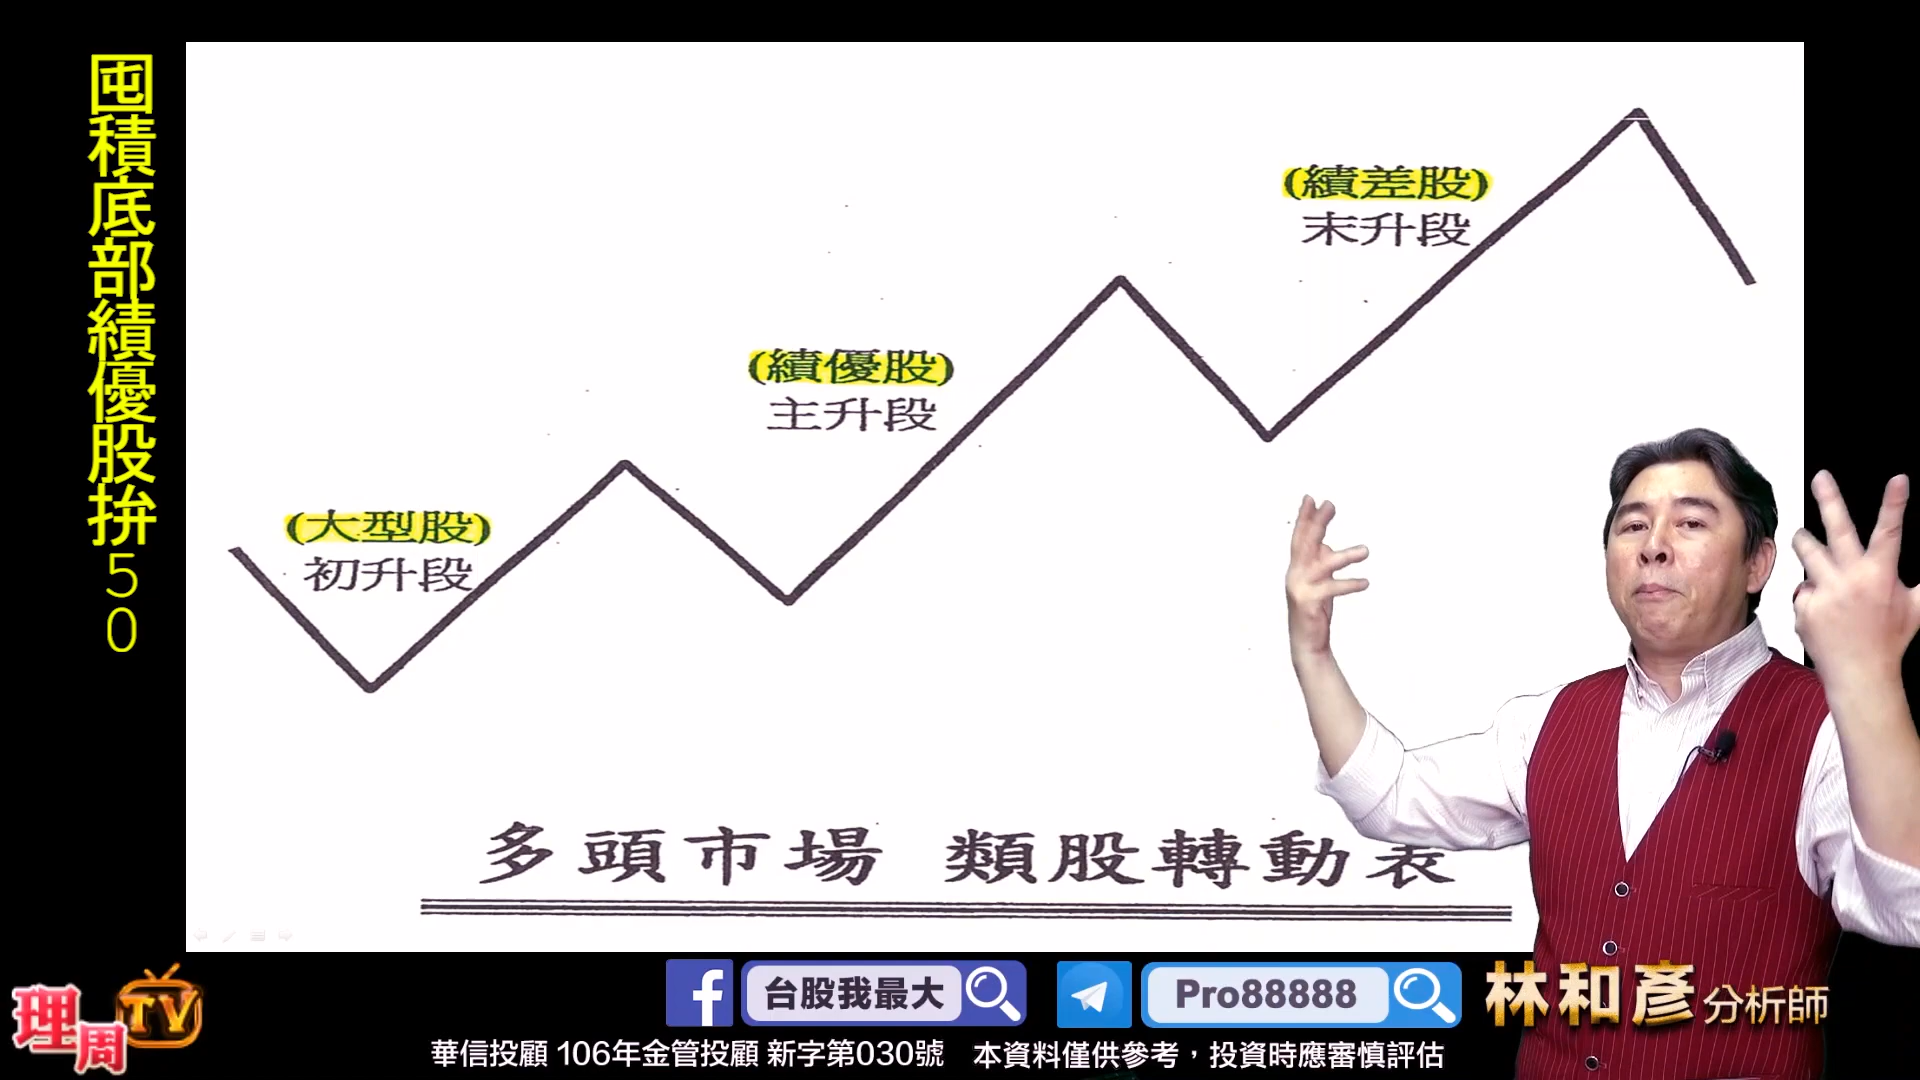 囤積底部績優股拚50
(績差股)
末升段
(績優股)
主升段
(大型股)
初升段
多頭市場 類股轉動表
理周TV
台股我最大
Pro88888
林和彥分析師
華信投顧 106年金管投顧 新字第030號 本資料僅供參考，投資時應審慎評估